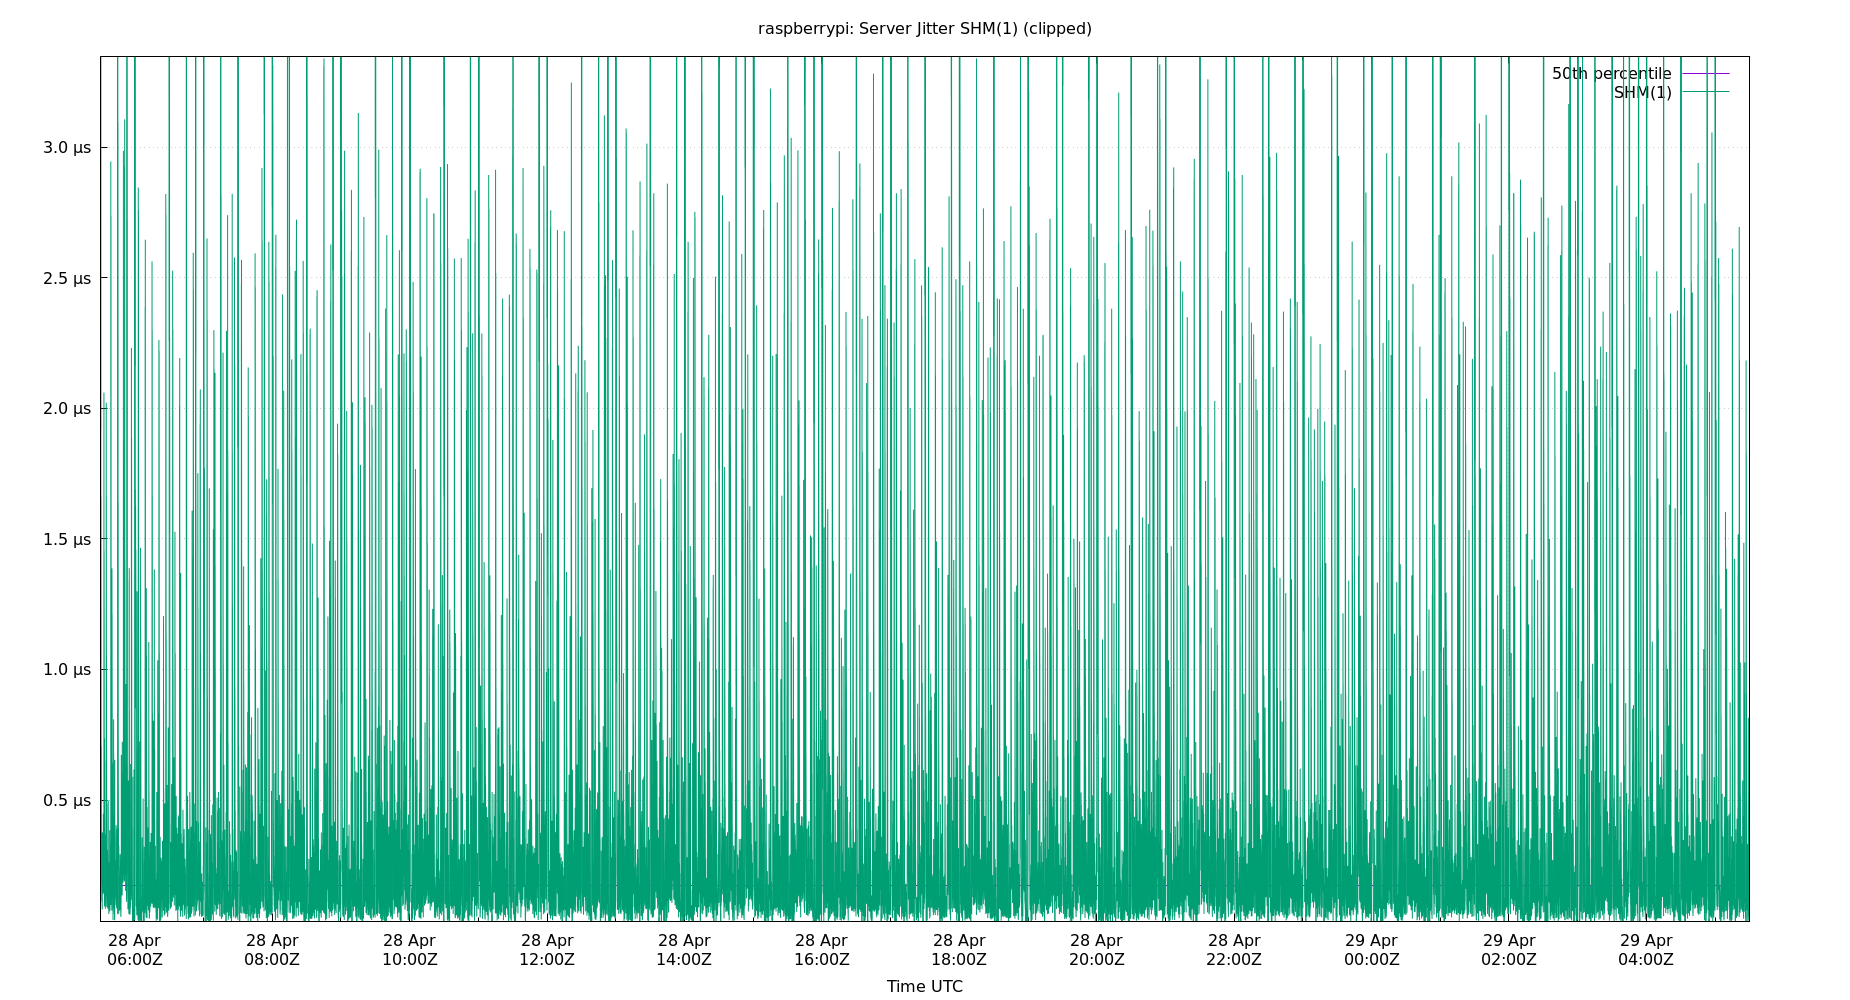 raspberrypi: Server Jitter SHM(1) (clipped)
50th percentile
SHM(1)
3.0 µs
2.5 µs
2.0 µs
1.5 µs
1.0 µs
0.5 µs
28 Apr 28 Apr 28 Apr 28 Apr 28 Apr 28 Apr 28 Apr 28 Apr 28 Apr 29 Apr 29 Apr 29 Apr
06:00Z 08:00Z 10:00Z 12:00Z 14:00Z 16:00Z 18:00Z 20:00Z 22:00Z 00:00Z 02:00Z 04:00Z
Time UTC